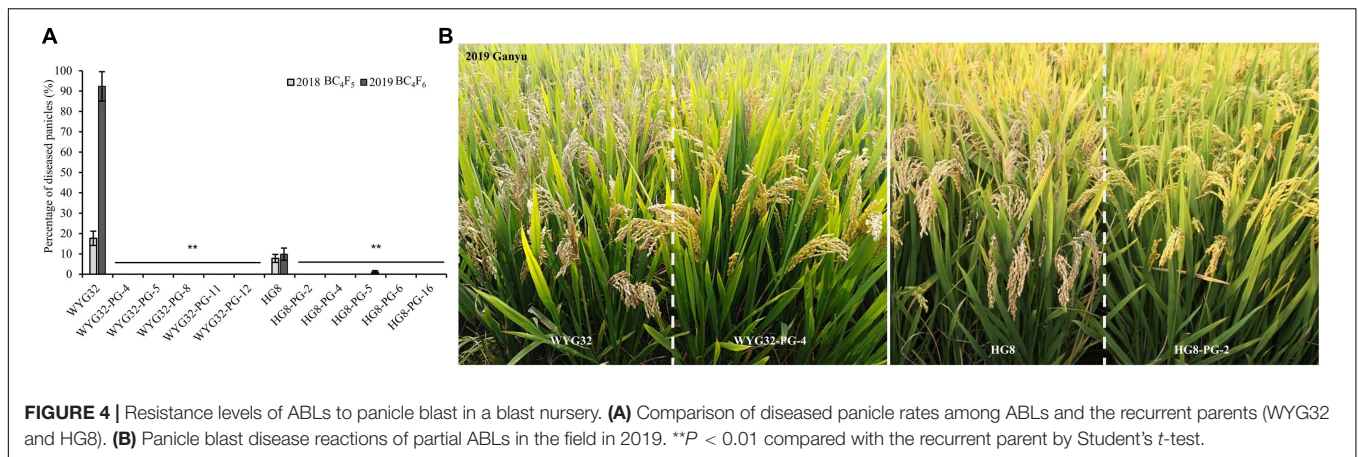 A
B
Percentage of diseased panicles (%)
100
90
80
70
60
50
40
30
20
10
0
2018 BC₄F₅ 2019 BC₄F₆
**
**
WYG32
WYG32-PG-4
WYG32-PG-5
WYG32-PG-8
WYG32-PG-11
WYG32-PG-12
HG8
HG8-PG-2
HG8-PG-4
HG8-PG-5
HG8-PG-6
HG8-PG-16
2019 Ganyu
WYG32
WYG32-PG-4
HG8
HG8-PG-2
FIGURE 4 | Resistance levels of ABLs to panicle blast in a blast nursery. (A) Comparison of diseased panicle rates among ABLs and the recurrent parents (WYG32
and HG8). (B) Panicle blast disease reactions of partial ABLs in the field in 2019. **P < 0.01 compared with the recurrent parent by Student's t-test.